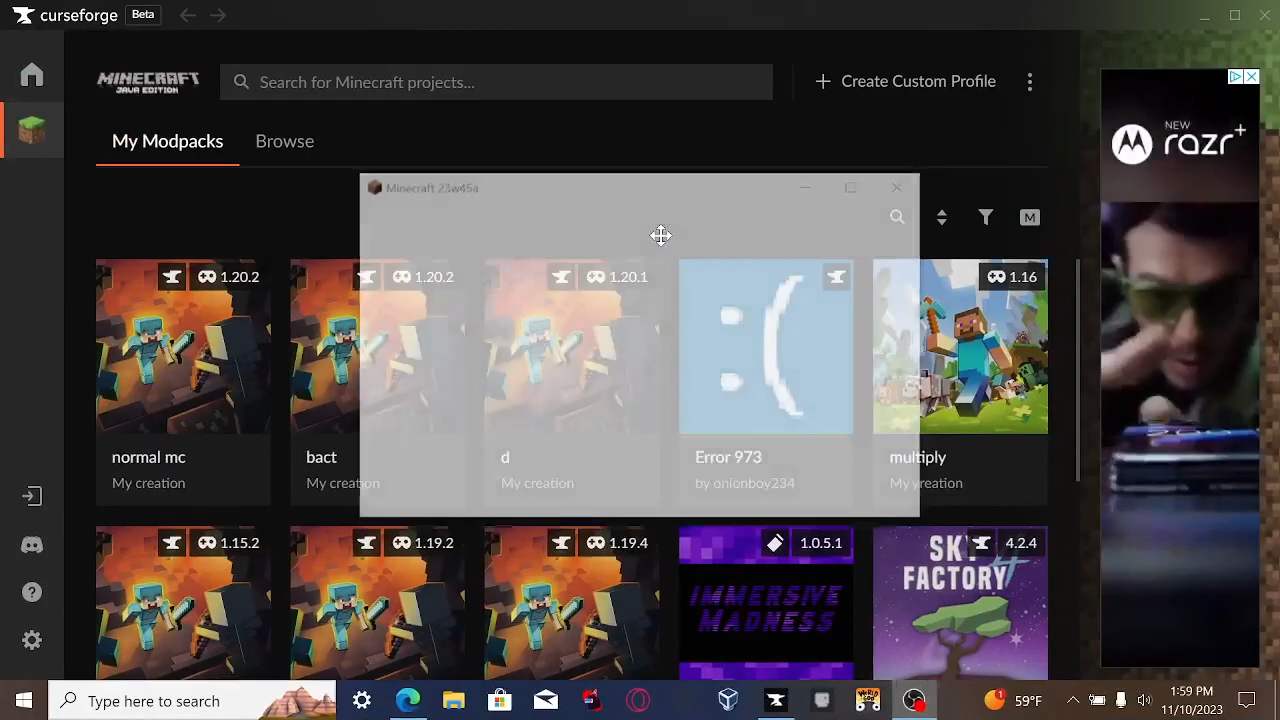 curseforge Beta
MINECRAFT
JAVA EDITION
Search for Minecraft projects...
Create Custom Profile
My Modpacks
Browse
Minecraft 23w45a
M
1.20.2
1.20.2
1.20.1
1.16
normal mc
My creation
bact
My creation
d
My creation
Error 973
by onionboy234
multiply
My creation
1.15.2
1.19.2
1.19.4
1.0.5.1
IMMERSIVE
MADNESS
4.2.4
SKY
FACTORY
NEW
razr+
Type here to search
1
59°F
1:59 PM
11/10/2023